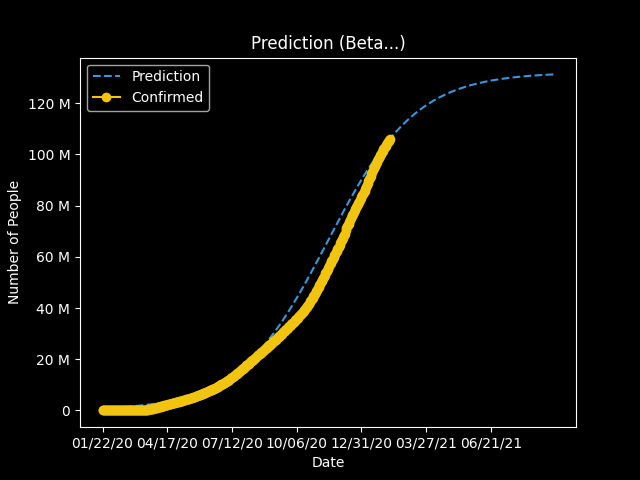 Prediction (Beta...)
Prediction
Confirmed
120 M
100 M
80 M
60 M
40 M
20 M
0
Number of People
01/22/20 04/17/20 07/12/20 10/06/20 12/31/20 03/27/21 06/21/21
Date